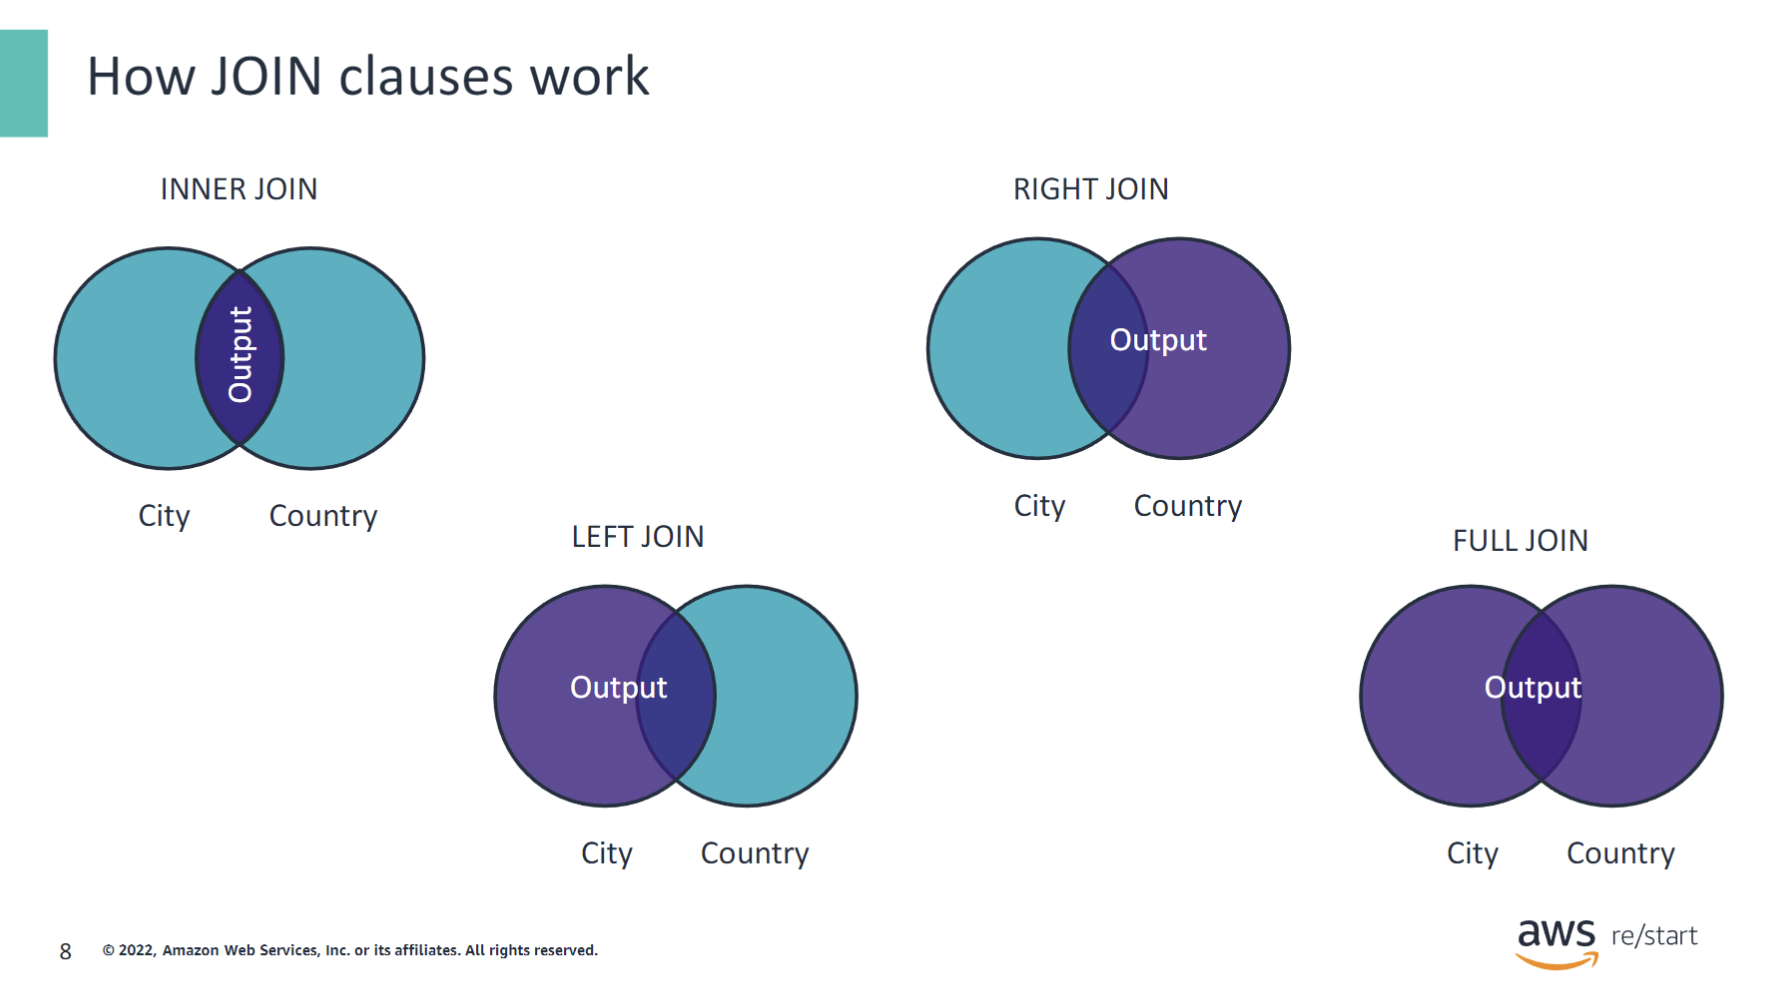 How JOIN clauses work
INNER JOIN
Output
City Country
LEFT JOIN
Output
City Country
RIGHT JOIN
Output
City Country
FULL JOIN
Output
City Country
8 © 2022, Amazon Web Services, Inc. or its affiliates. All rights reserved.
aws re/start